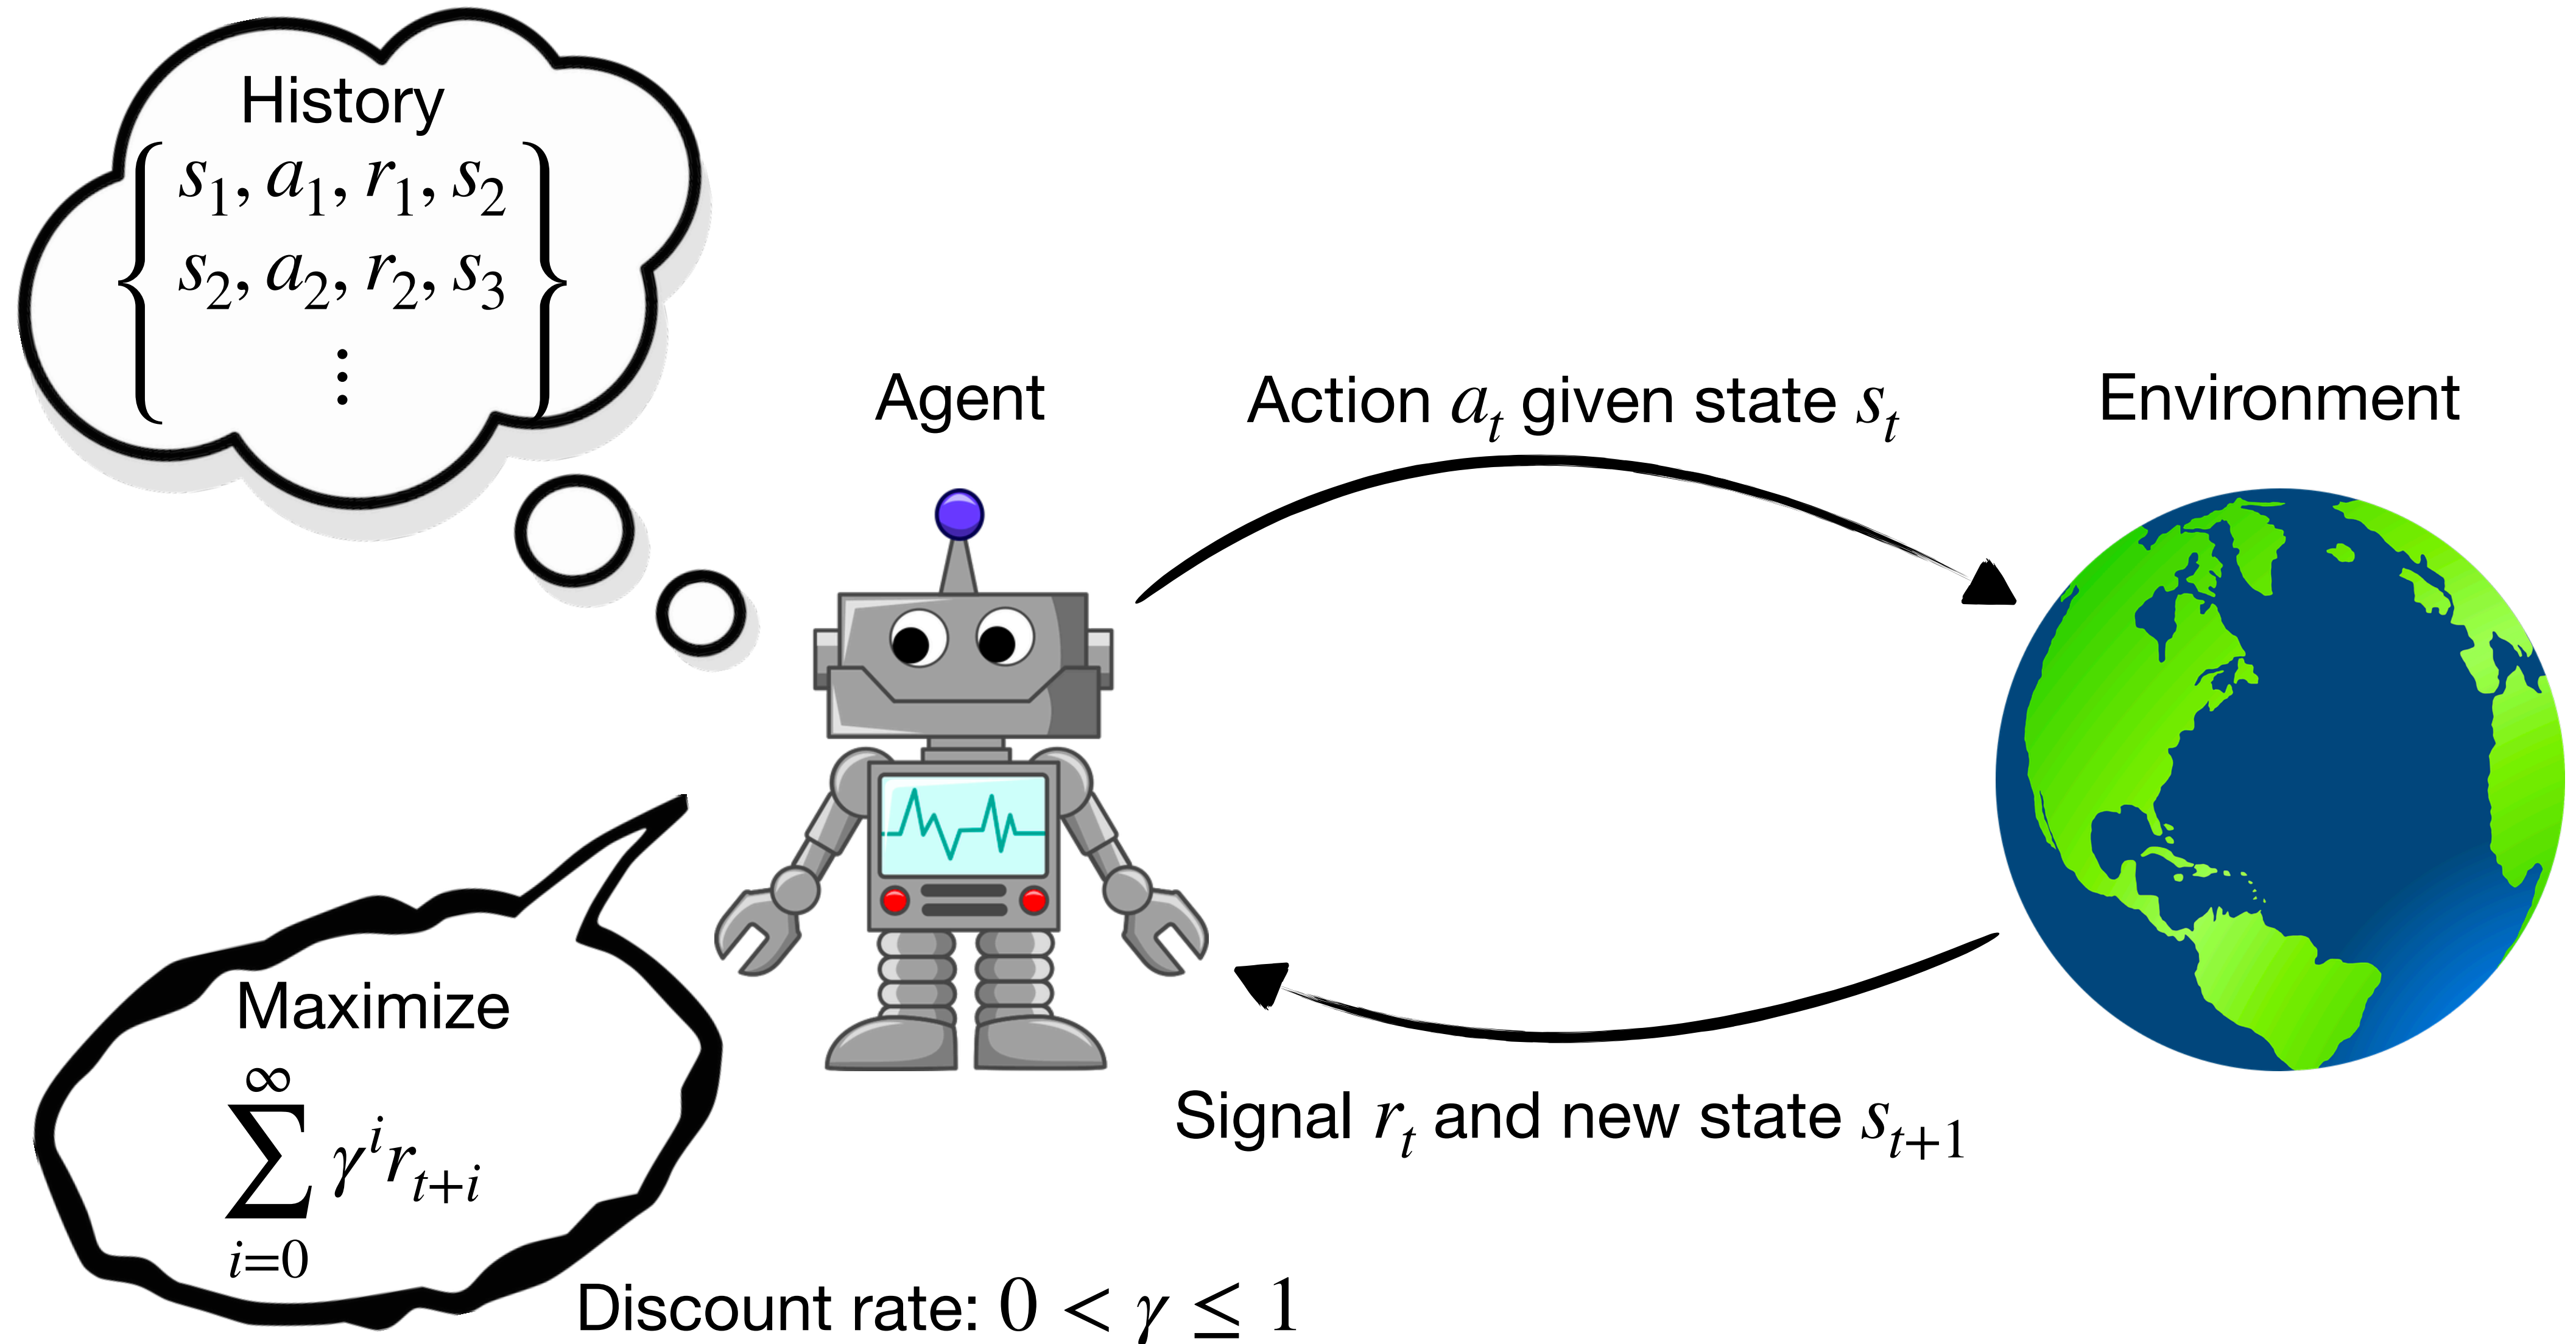 History
s₁, a₁, r₁, s₂
s₂, a₂, r₂, s₃
⋮
Agent
Action aₜ given state sₜ
Environment
Maximize
∑_{i=0}^{∞} γ^i r_{t+i}
Signal rₜ and new state sₜ₊₁
Discount rate: 0 < γ ≤ 1